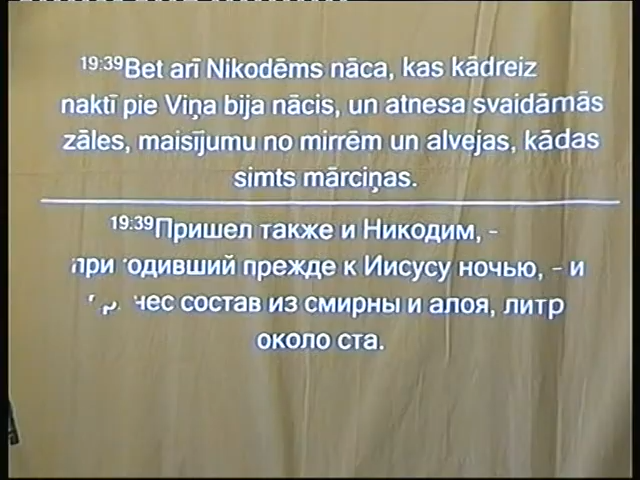 19:39Bet arī Nikodēms nāca, kas kādreiz
naktī pie Viņa bija nācis, un atnesa svaidāmās
zāles, maisījumu no mirrēm un alvejas, kādas
simts mārciņas.
19:39Пришел также и Никодим, -
прежде к Иисусу ночью, - и
состав из смирны и алоя, литр
около ста.